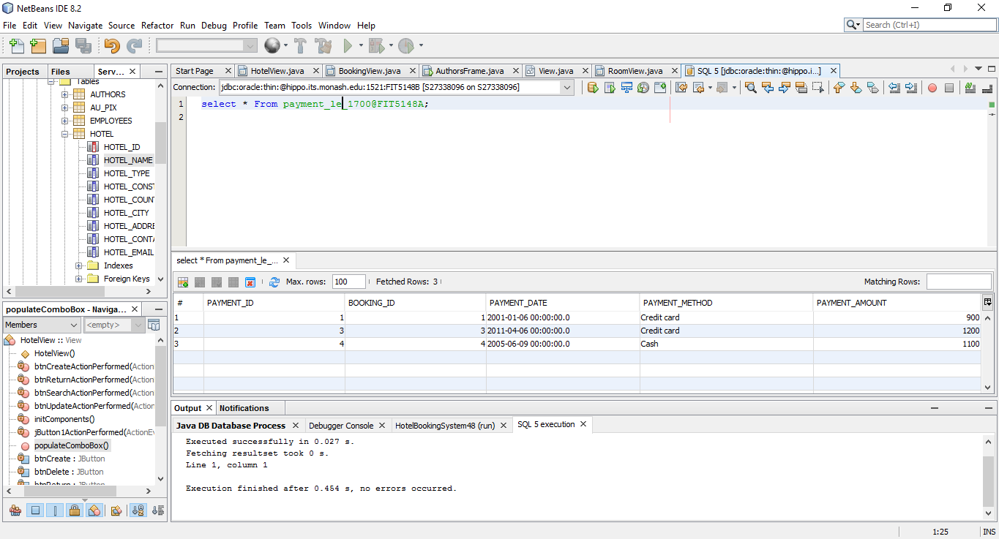 NetBeans IDE 8.2
File Edit View Navigate Source Refactor Run Debug Profile Team Tools Window Help
Search (Ctrl+I)
Projects Files Serv...
Tables
AUTHORS
AU_PIX
EMPLOYEES
HOTEL
HOTEL_ID
HOTEL_NAME
HOTEL_TYPE
HOTEL_CONST
HOTEL_COUN
HOTEL_CITY
HOTEL_ADDRE
HOTEL_CONTA
HOTEL_EMAIL
Indexes
Foreign Keys
populateComboBox - Naviga...
Members <empty>
HotelView :: View
HotelView()
btnCreateActionPerformed(Action
btnReturnActionPerformed(Action
btnSearchActionPerformed(Action
btnUpdateActionPerformed(Action
initComponents()
jButton1ActionPerformed(ActionEv
populateComboBox()
btnCreate : JButton
btnDelete : JButton
btnReturn : JButton
Start Page HotelView.java BookingView.java AuthorsFrame.java View.java RoomView.java SQL 5 [jdbc:oracle:thin:@hippo.i...]
Connection: jdbc:oracle:thin:@hippo.its.monash.edu:1521:FIT5148B [S27338096 on S27338096]
1 select * From payment_le_1700@FIT5148A;
2
select * From payment_le_...
Max. rows: 100 Fetched Rows: 3 Matching Rows:
# PAYMENT_ID BOOKING_ID PAYMENT_DATE PAYMENT_METHOD PAYMENT_AMOUNT
1 1 1 2001-01-06 00:00:00.0 Credit card 900
2 3 3 2011-04-06 00:00:00.0 Credit card 1200
3 4 4 2005-06-09 00:00:00.0 Cash 1100
Output Notifications
Java DB Database Process Debugger Console HotelBookingSystem48 (run) SQL 5 execution
Executed successfully in 0.027 s.
Fetching resultset took 0 s.
Line 1, column 1
Execution finished after 0.454 s, no errors occurred.
1:25 INS